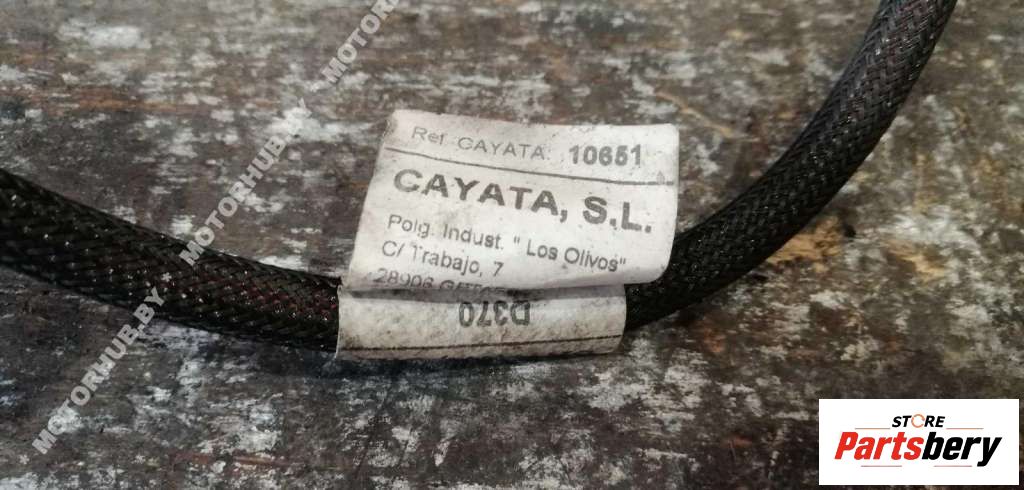 Ref CAYATA: 10651
CAYATA, S.L.
Polg. Indust. " Los Olivos"
C/ Trabajo, 7
28906
D370
MOTORHUB.BY
MOTORHUB.BY
MOTORHUB.BY
STORE
Partsbery